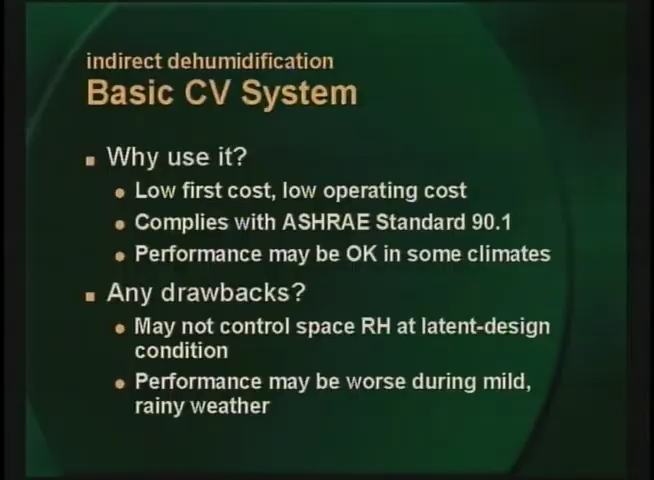 indirect dehumidification
Basic CV System
Why use it?
Low first cost, low operating cost
Complies with ASHRAE Standard 90.1
Performance may be OK in some climates
Any drawbacks?
May not control space RH at latent-design
condition
Performance may be worse during mild,
rainy weather